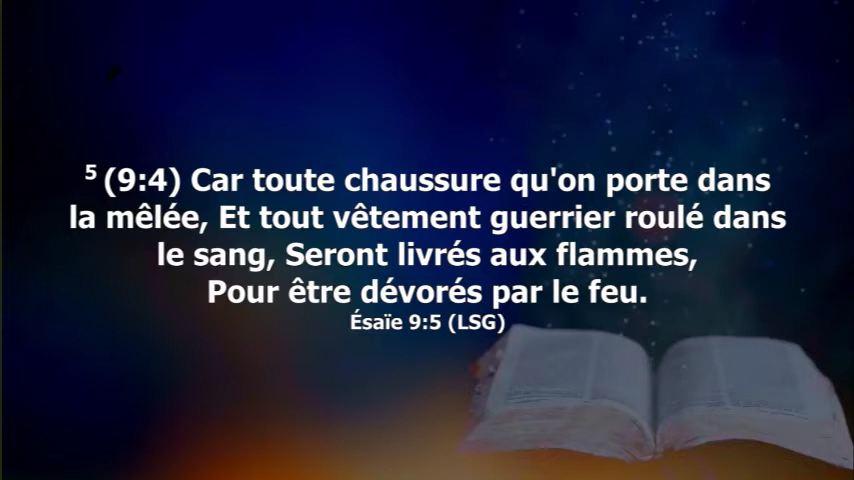 5 (9:4) Car toute chaussure qu'on porte dans
la mêlée, Et tout vêtement guerrier roulé dans
le sang, Seront livrés aux flammes,
Pour être dévorés par le feu.
Ésaïe 9:5 (LSG)